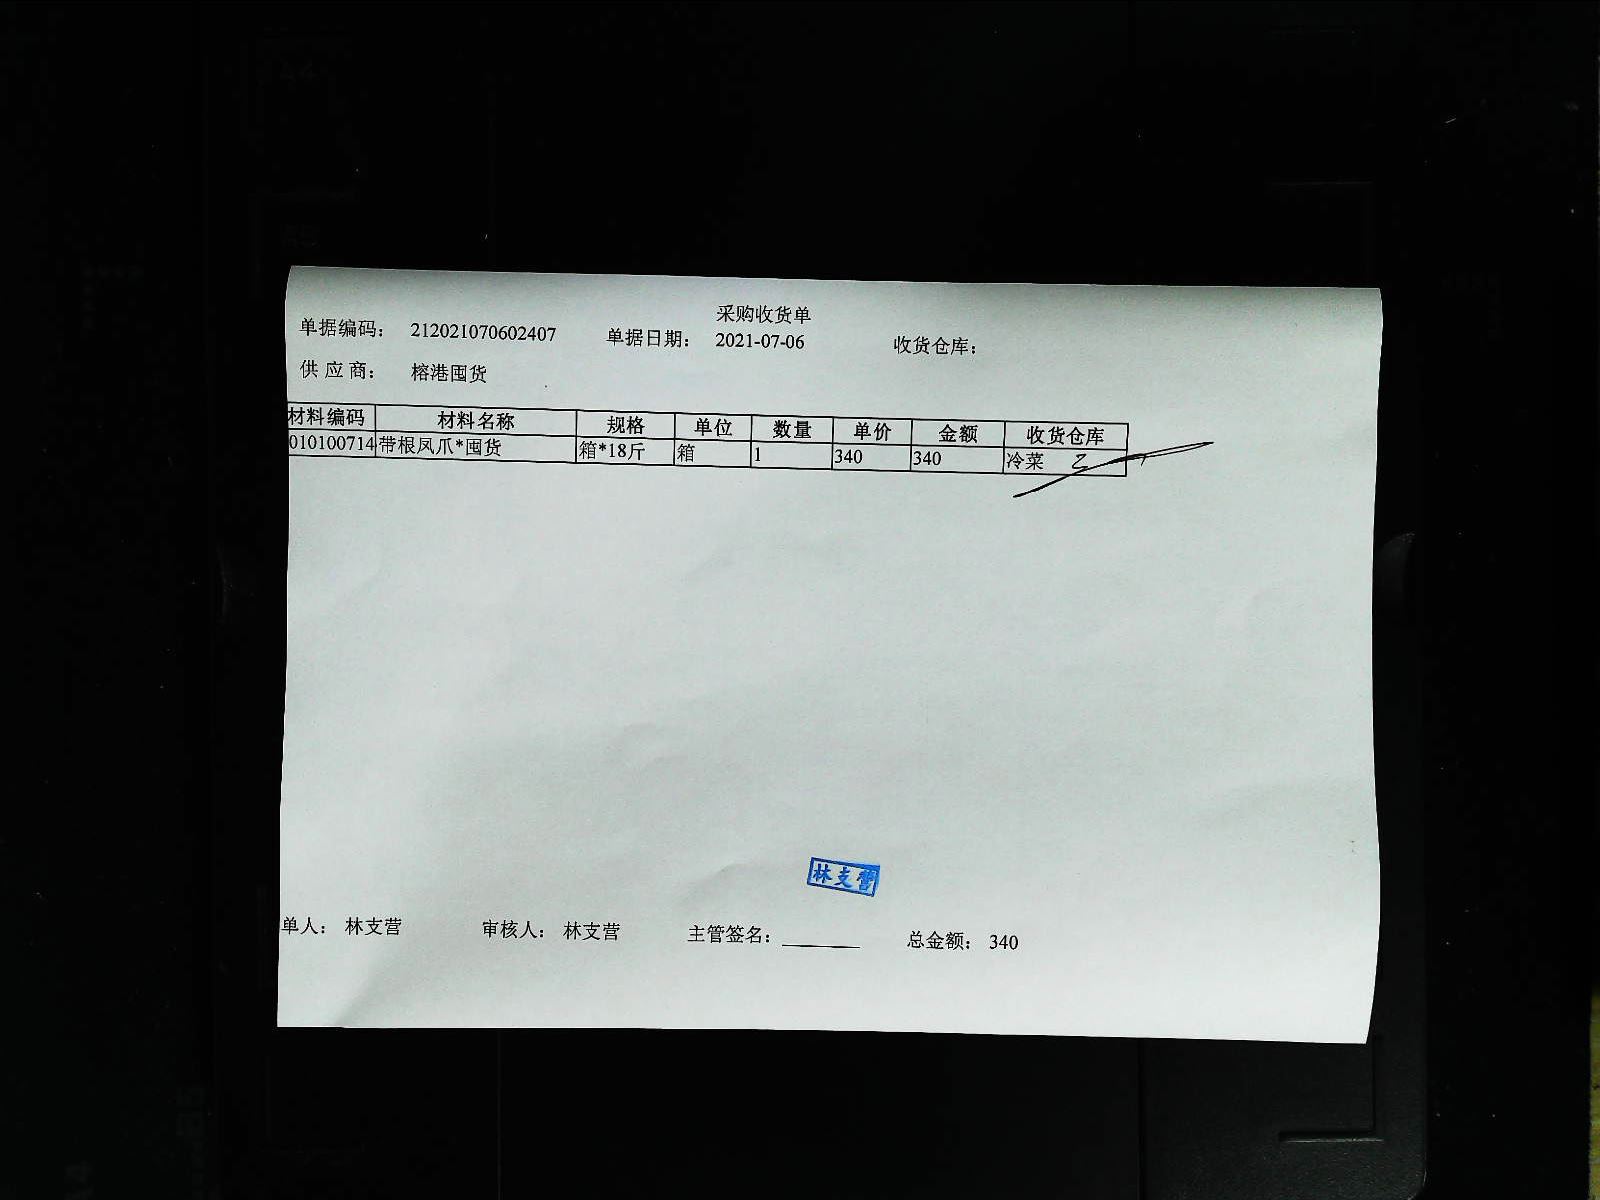 采购收货单
单据编码： 212021070602407 单据日期： 2021-07-06 收货仓库：
供 应 商： 榕港囤货
材料编码 材料名称 规格 单位 数量 单价 金额 收货仓库
010100714 带根凤爪*囤货 箱*18斤 箱 1 340 340 冷菜
林支营
单人： 林支营 审核人： 林支营 主管签名： 总金额： 340